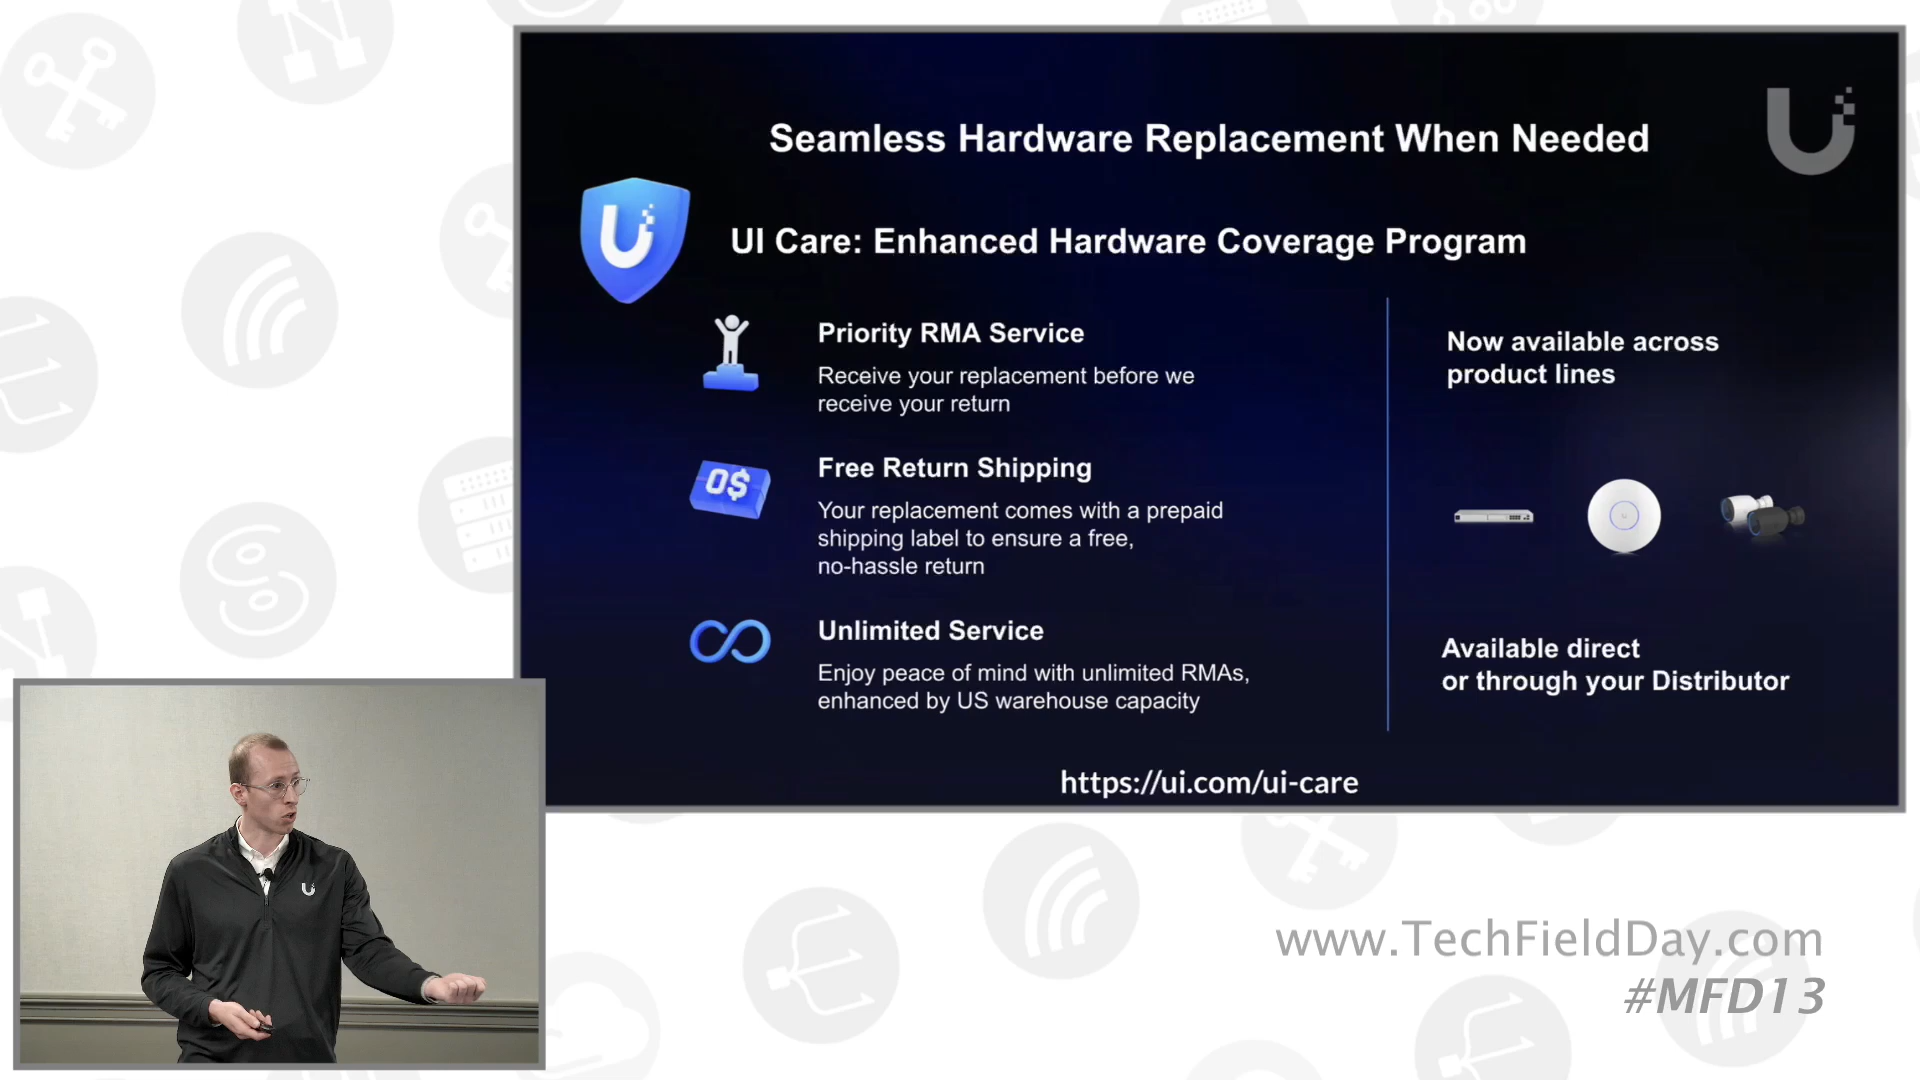 Seamless Hardware Replacement When Needed
UI Care: Enhanced Hardware Coverage Program
Priority RMA Service
Receive your replacement before we
receive your return
0$
Free Return Shipping
Your replacement comes with a prepaid
shipping label to ensure a free,
no-hassle return
Unlimited Service
Enjoy peace of mind with unlimited RMAs,
enhanced by US warehouse capacity
Now available across
product lines
Available direct
or through your Distributor
https://ui.com/ui-care
www.TechFieldDay.com
#MFD13